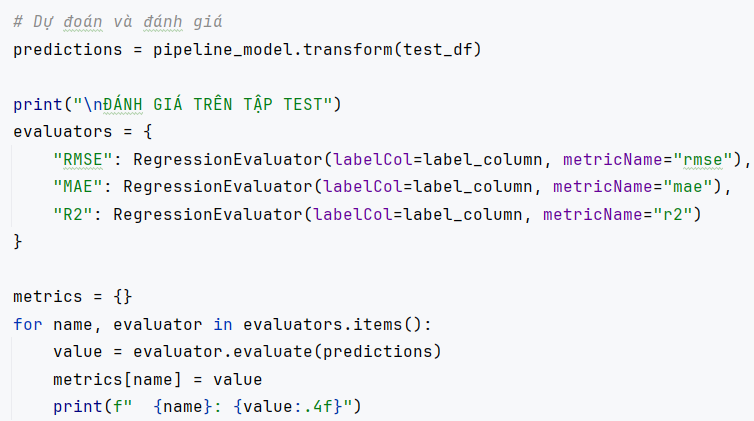 # Dự đoán và đánh giá
predictions = pipeline_model.transform(test_df)

print("\nĐÁNH GIÁ TRÊN TẬP TEST")
evaluators = {
    "RMSE": RegressionEvaluator(labelCol=label_column, metricName="rmse"),
    "MAE": RegressionEvaluator(labelCol=label_column, metricName="mae"),
    "R2": RegressionEvaluator(labelCol=label_column, metricName="r2")
}

metrics = {}
for name, evaluator in evaluators.items():
    value = evaluator.evaluate(predictions)
    metrics[name] = value
    print(f"  {name}: {value:.4f}")